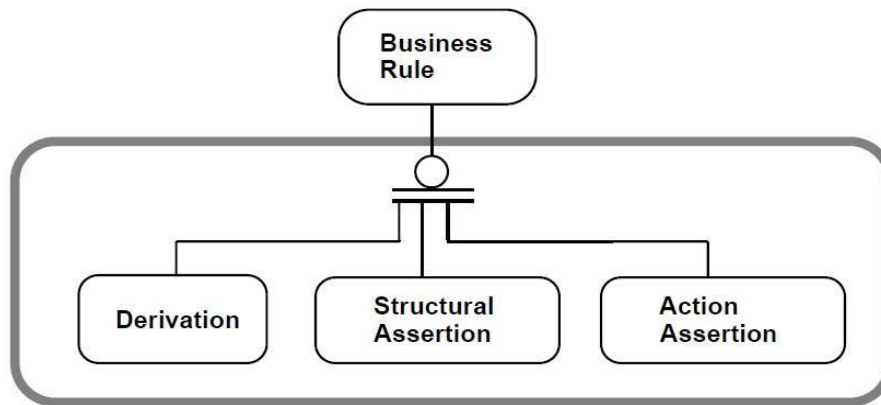 Business
Rule
Derivation
Structural
Assertion
Action
Assertion